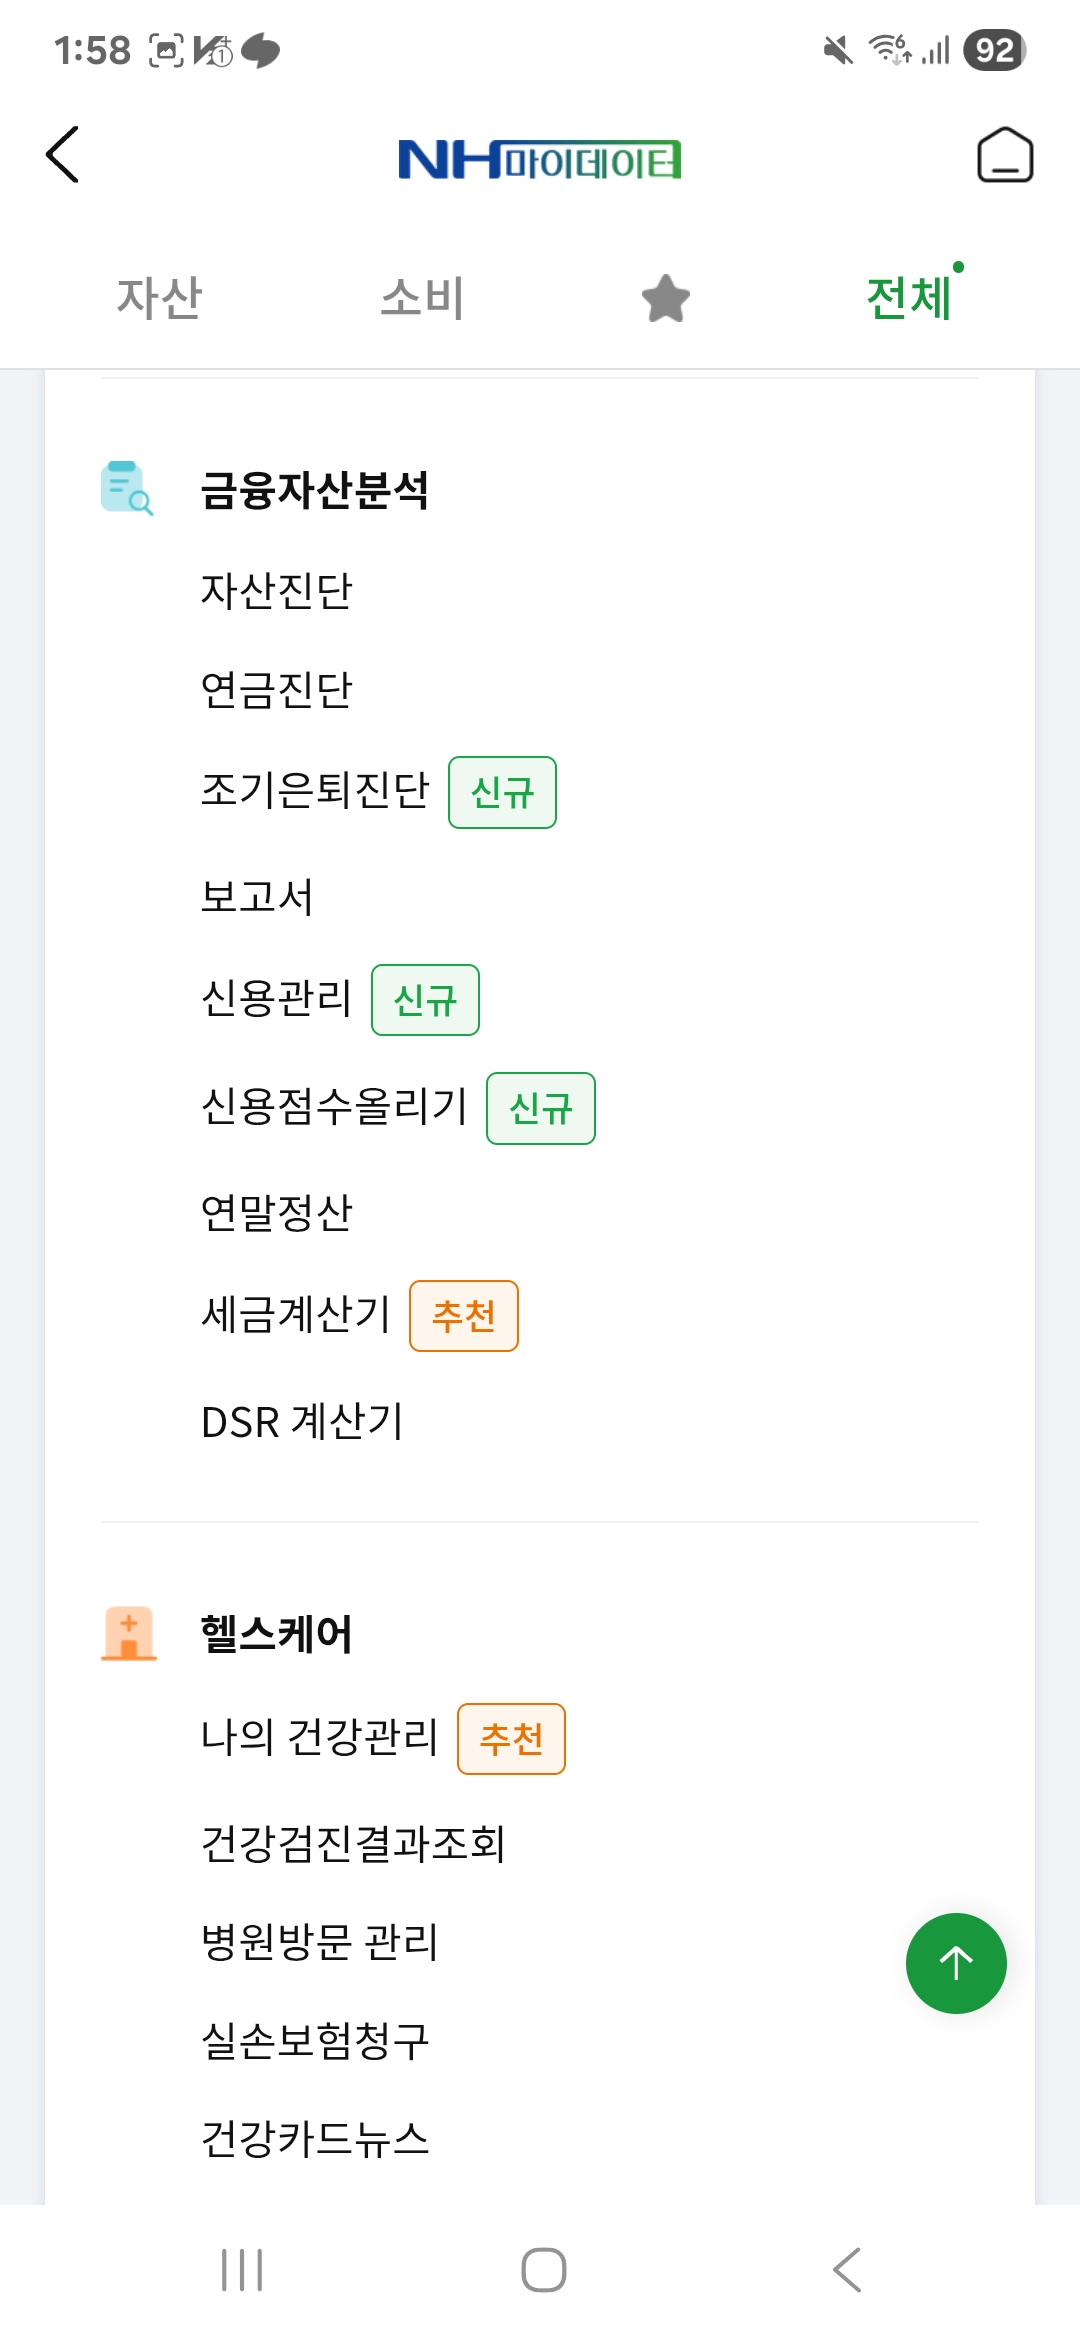 1:58
92
NH마이데이터
자산 소비 전체
금융자산분석
자산진단
연금진단
조기은퇴진단 신규
보고서
신용관리 신규
신용점수올리기 신규
연말정산
세금계산기 추천
DSR 계산기
헬스케어
나의 건강관리 추천
건강검진결과조회
병원방문 관리
실손보험청구
건강카드뉴스